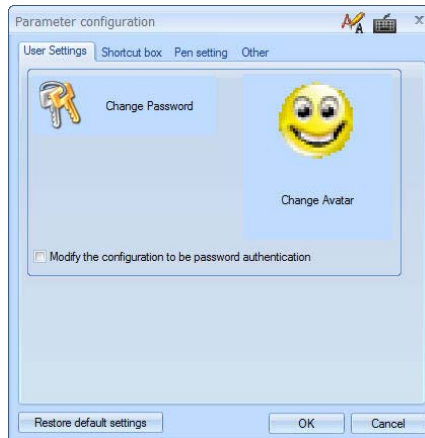 Parameter configuration
User Settings Shortcut box Pen setting Other
Change Password
Change Avatar
Modify the configuration to be password authentication
Restore default settings OK Cancel